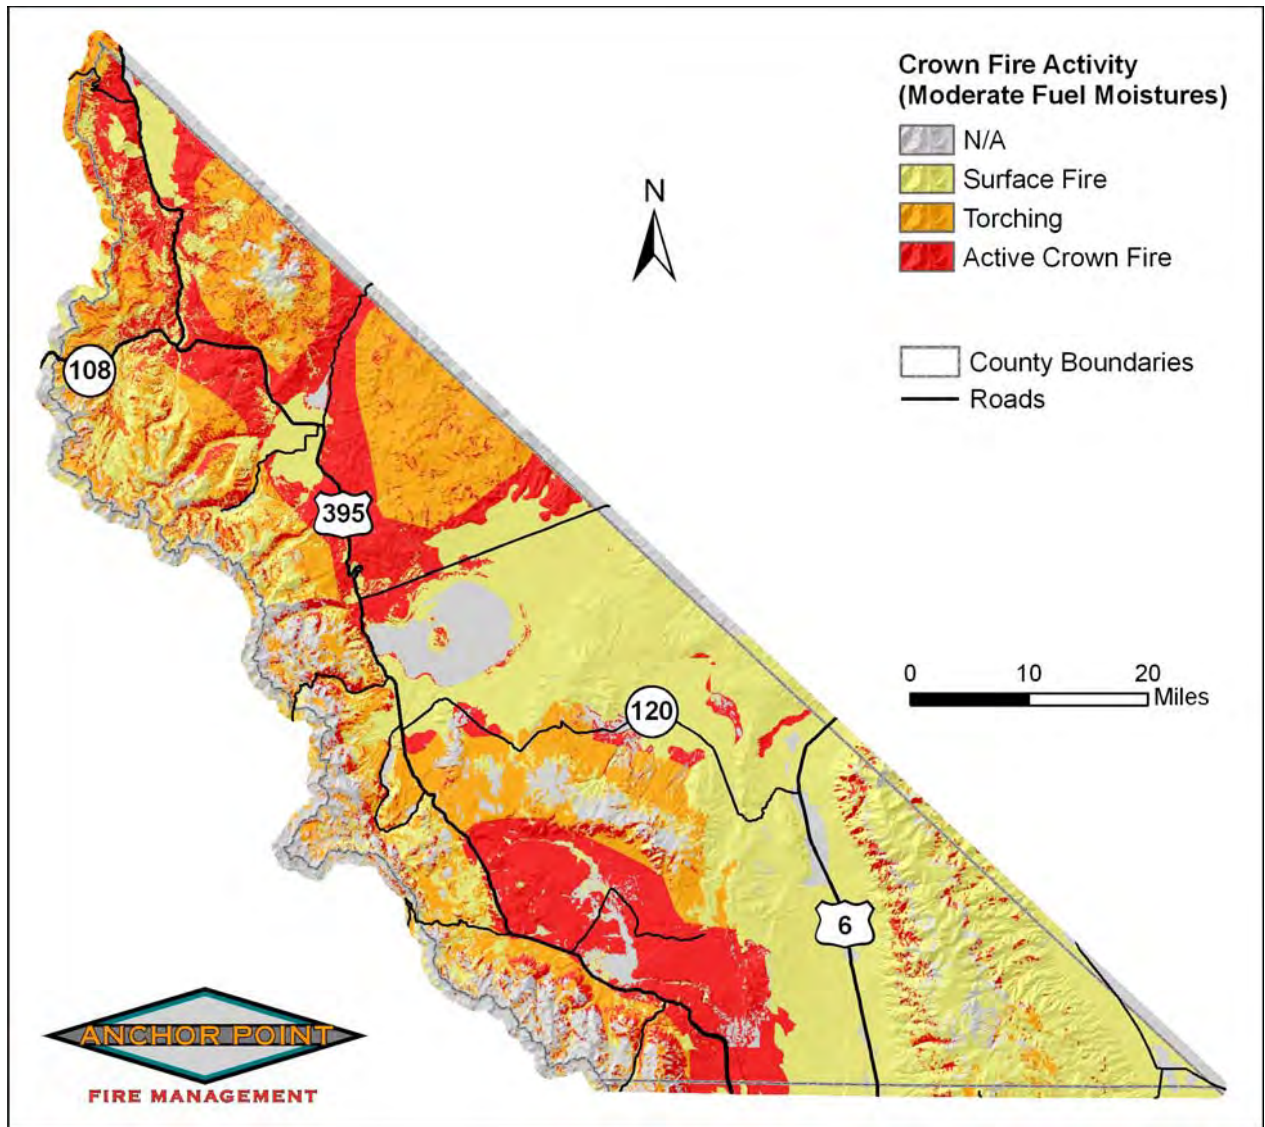 Crown Fire Activity
(Moderate Fuel Moistures)
N/A
Surface Fire
Torching
Active Crown Fire
County Boundaries
Roads
N
108
395
0 10 20
Miles
120
6
ANCHOR POINT
FIRE MANAGEMENT